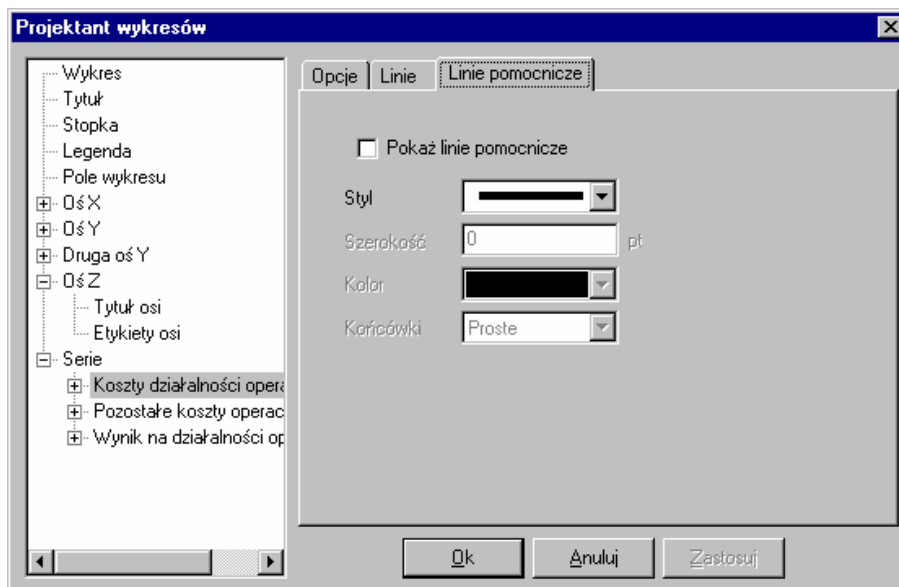 Projektant wykresów
Wykres
Tytuł
Stopka
Legenda
Pole wykresu
Oś X
Oś Y
Druga oś Y
Oś Z
Tytuł osi
Etykiety osi
Serie
Koszty działalności opera
Pozostałe koszty operac
Wynik na działalności op
Opcje Linie Linie pomocnicze
Pokaż linie pomocnicze
Styl
Szerokość 0 pt
Kolor
Końcówki Proste
Ok Anuluj Zastosuj